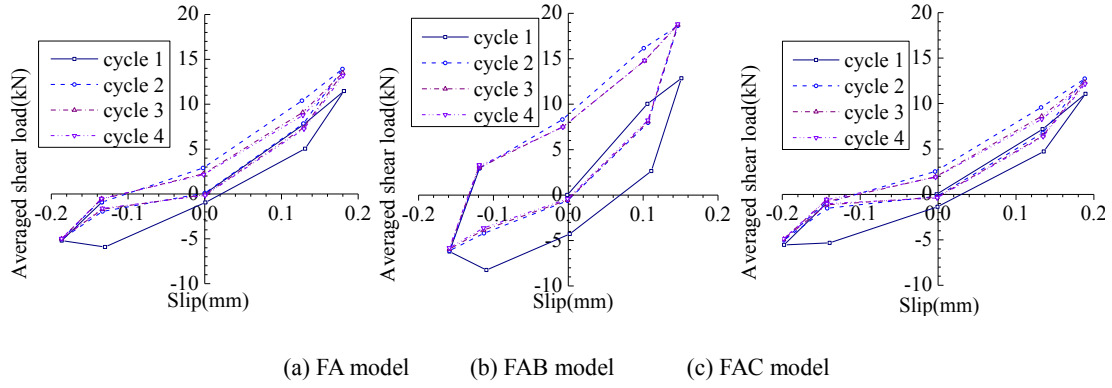 Averaged shear load(kN)
20
15
10
5
0
-5
-10
-0.2 -0.1 0.0 0.1 0.2
Slip(mm)
cycle 1
cycle 2
cycle 3
cycle 4
Averaged shear load(kN)
20
15
10
5
0
-5
-10
-0.2 -0.1 0.0 0.1 0.2
Slip(mm)
cycle 1
cycle 2
cycle 3
cycle 4
Averaged shear load(kN)
20
15
10
5
0
-5
-10
-0.2 -0.1 0.0 0.1 0.2
Slip(mm)
cycle 1
cycle 2
cycle 3
cycle 4
(a) FA model (b) FAB model (c) FAC model